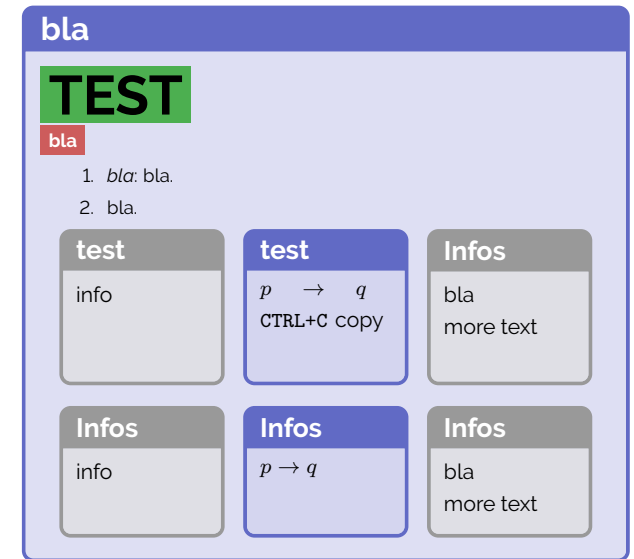 bla
TEST
bla
1. bla: bla.
2. bla.
test
info
test
p → q
CTRL+C copy
Infos
bla
more text
Infos
info
Infos
p → q
Infos
bla
more text